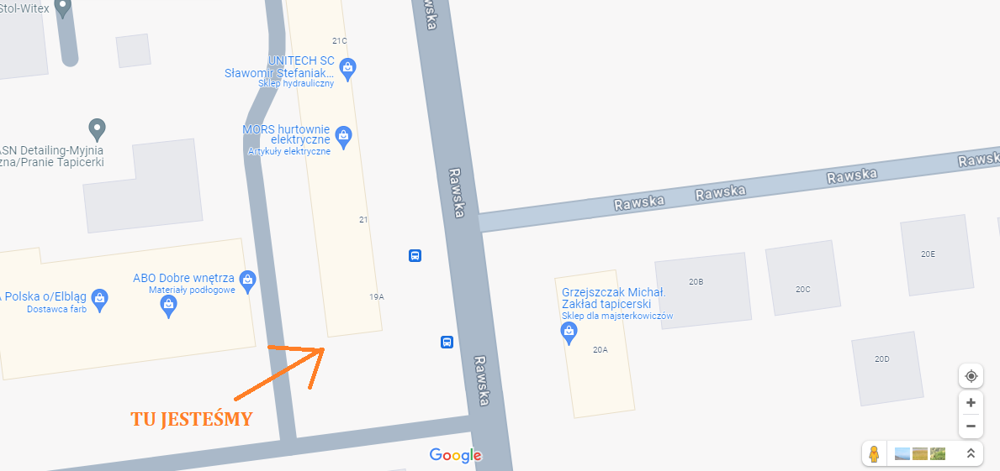 Stol-Witex
Rawska
21C
UNITECH SC
Sławomir Stefaniak...
Sklep hydrauliczny
MORS hurtownie
elektryczne
Artykuły elektryczne
ASN Detailing-Myjnia
zna/Pranie Tapicerki
Rawska
Rawska
Rawska
Rawska
Rawska
21
ABO Dobre wnętrza
Materiały podłogowe
A Polska o/Elbląg
Dostawca farb
19A
Grzejszczak Michał.
Zakład tapicerski
Sklep dla majsterkowiczów
20A
20B
20C
20E
20D
Rawska
TU JESTEŚMY
Google